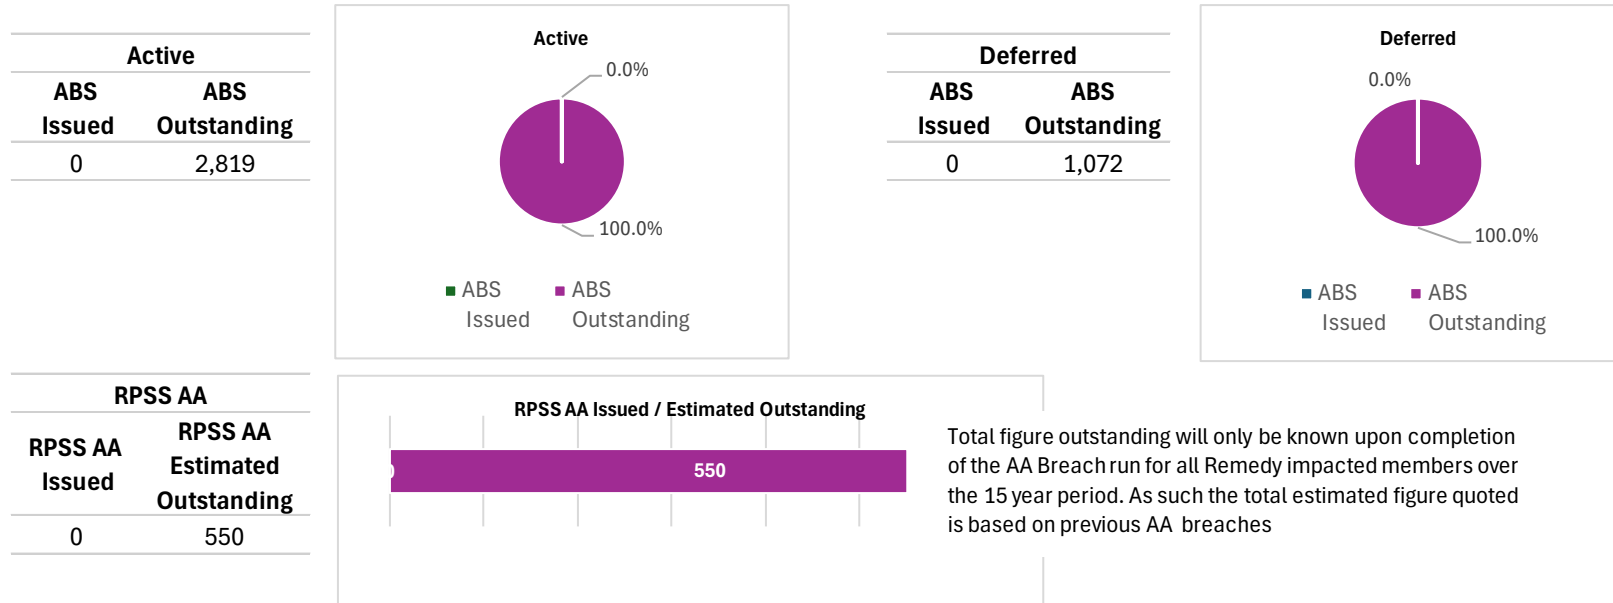 Active
ABS ABS
Issued Outstanding
0 2,819
Active
0.0%
100.0%
ABS ABS
Issued Outstanding
Deferred
ABS ABS
Issued Outstanding
0 1,072
Deferred
0.0%
100.0%
ABS ABS
Issued Outstanding
RPSS AA
RPSS AA
Issued
RPSS AA
Estimated
Outstanding
0 550
RPSS AA Issued / Estimated Outstanding
0 550
Total figure outstanding will only be known upon completion
of the AA Breach run for all Remedy impacted members over
the 15 year period. As such the total estimated figure quoted
is based on previous AA breaches